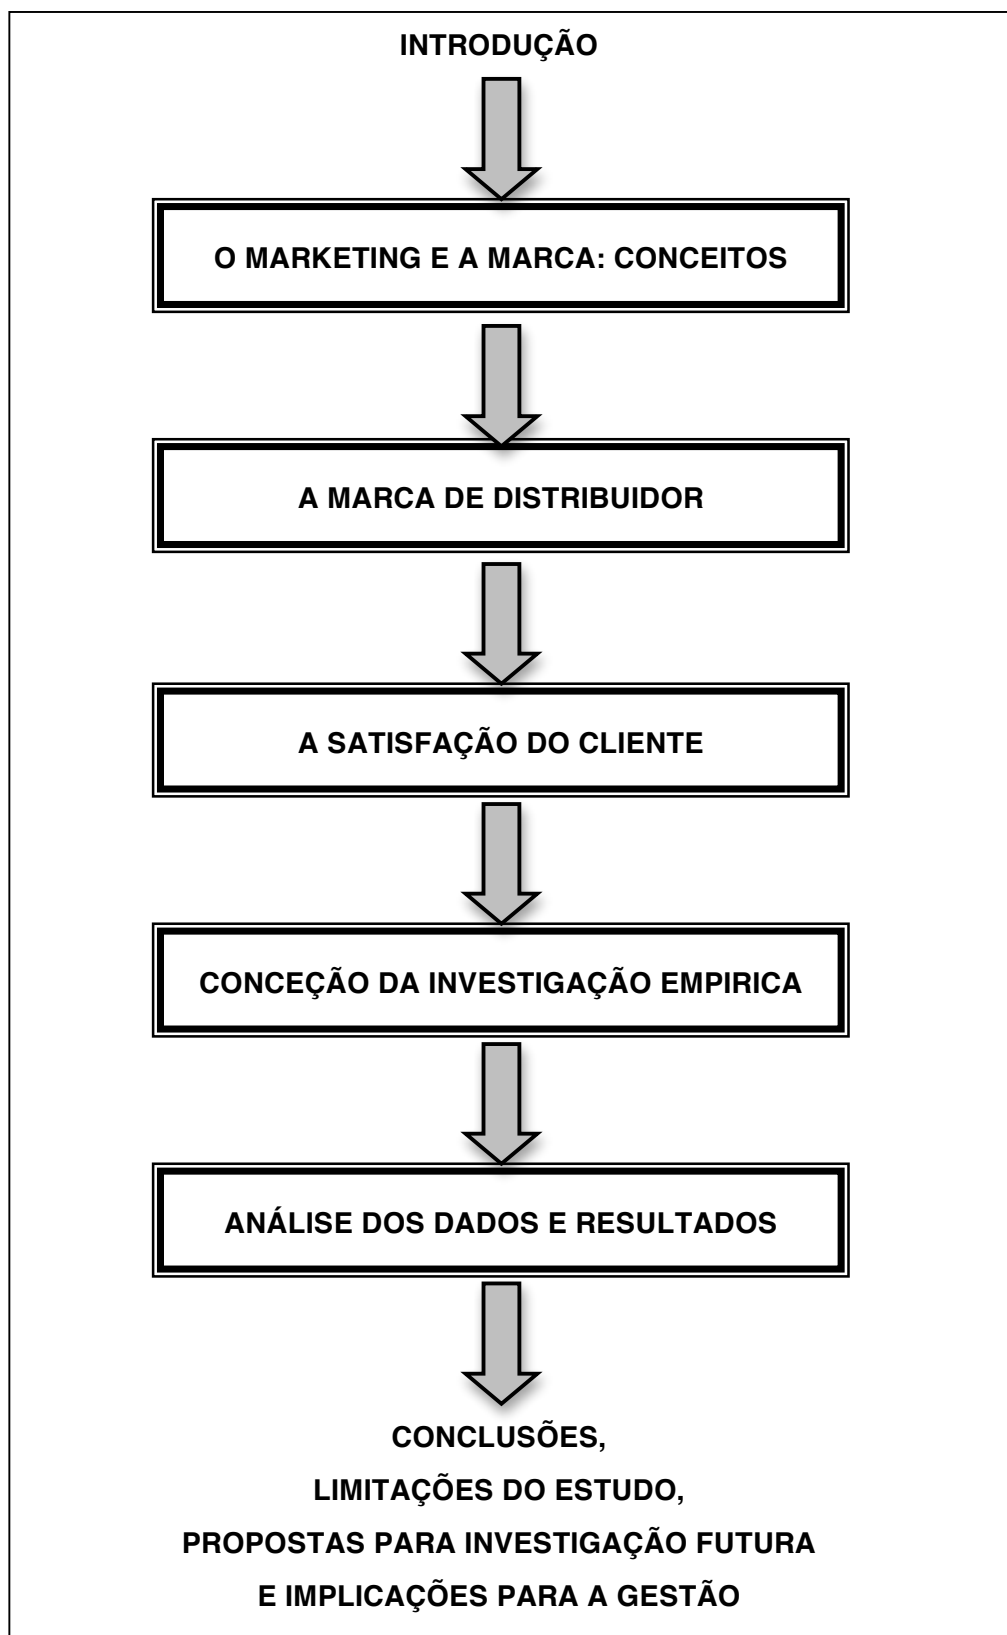 INTRODUÇÃO
O MARKETING E A MARCA: CONCEITOS
A MARCA DE DISTRIBUIDOR
A SATISFAÇÃO DO CLIENTE
CONCEÇÃO DA INVESTIGAÇÃO EMPIRICA
ANÁLISE DOS DADOS E RESULTADOS
CONCLUSÕES,
LIMITAÇÕES DO ESTUDO,
PROPOSTAS PARA INVESTIGAÇÃO FUTURA
E IMPLICAÇÕES PARA A GESTÃO